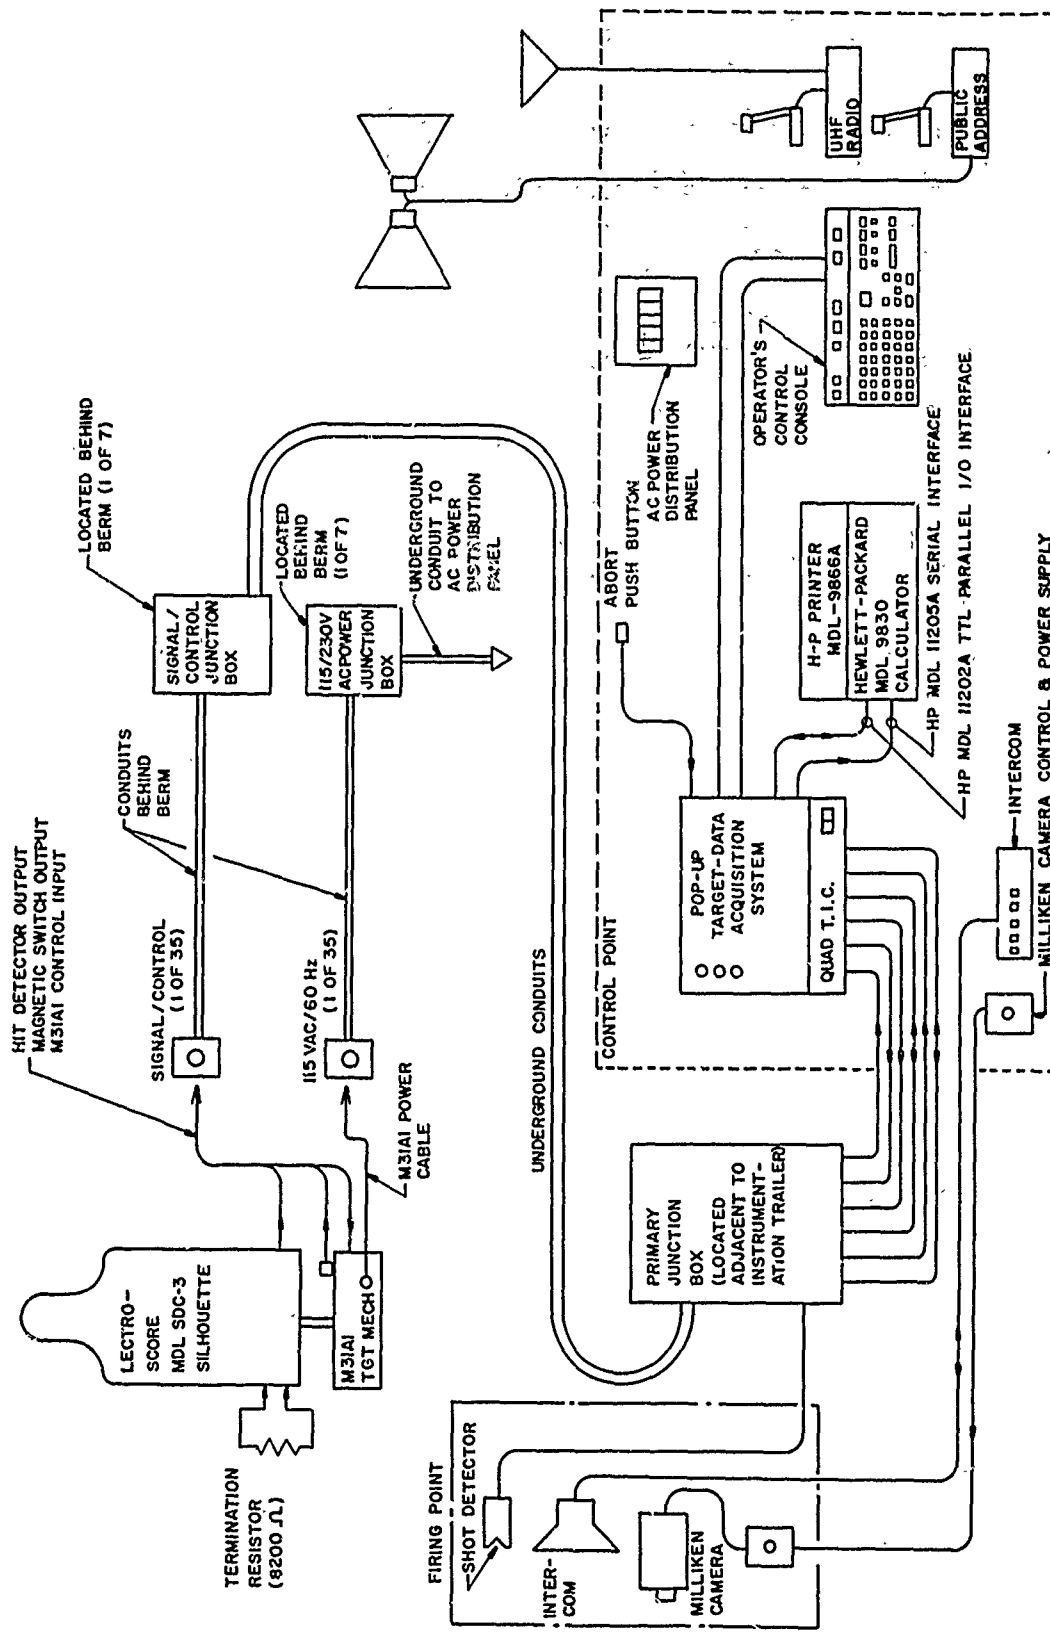 HIT DETECTOR OUTPUT
MAGNETIC SWITCH OUTPUT
M31A1 CONTROL INPUT
LECTRO-
SCORE
MDL SDC-3
SILHOUETTE
TERMINATION
RESISTOR
(8200 Ω)
M31A1
TGT MECH
SIGNAL/CONTROL
(1 OF 35)
115 VAC/60 Hz
(1 OF 35)
M31A1 POWER
CABLE
CONDUITS
BEHIND
BERM
SIGNAL/
CONTROL
JUNCTION
BOX
LOCATED BEHIND
BERM (1 OF 7)
115/230V
ACPOWER
JUNCTION
BOX
LOCATED
BEHIND
BERM
(1 OF 7)
UNDERGROUND
CONDUIT TO
AC POWER
DISTRIBUTION
PANEL
UNDERGROUND CONDUITS
FIRING POINT
SHOT DETECTOR
INTER-
COM
MILLIKEN
CAMERA
PRIMARY
JUNCTION
BOX
(LOCATED
ADJACENT TO
INSTRUMENT-
ATION TRAILER)
CONTROL POINT
POP-UP
TARGET-DATA
ACQUISITION
SYSTEM
QUAD T.I.C.
ABORT
PUSH BUTTON
AC POWER
DISTRIBUTION
PANEL
OPERATOR'S
CONTROL
CONSOLE
H-P PRINTER
MDL-9866A
HEWLETT-PACKARD
MDL 9830
CALCULATOR
HP MDL 11205A SERIAL INTERFACE
HP MDL 11202A TTL-PARALLEL I/O INTERFACE
UHF
RADIO
PUBLIC
ADDRESS
INTERCOM
MILLIKEN CAMERA CONTROL & POWER SUPPLY